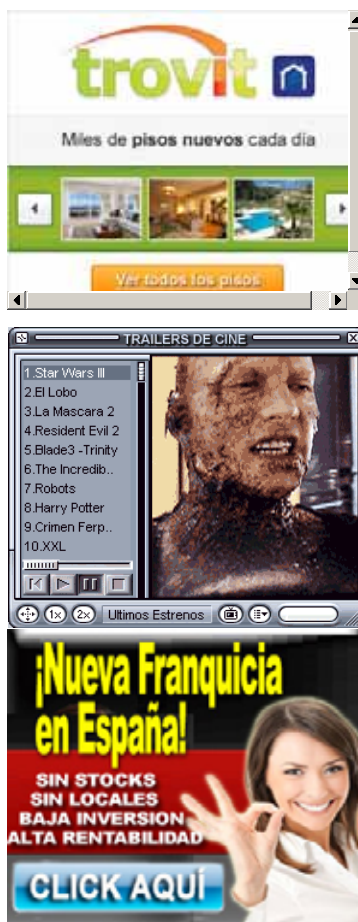 trovit
Miles de pisos nuevos cada día
Ver todos los pisos
TRAILERS DE CINE
1.Star Wars III
2.El Lobo
3.La Mascara 2
4.Resident Evil 2
5.Blade3 -Trinity
6.The Incredib..
7.Robots
8.Harry Potter
9.Crimen Ferp..
10.XXL
1x 2x Ultimos Estrenos
¡Nueva Franquicia
en España!
SIN STOCKS
SIN LOCALES
BAJA INVERSION
ALTA RENTABILIDAD
CLICK AQUÍ